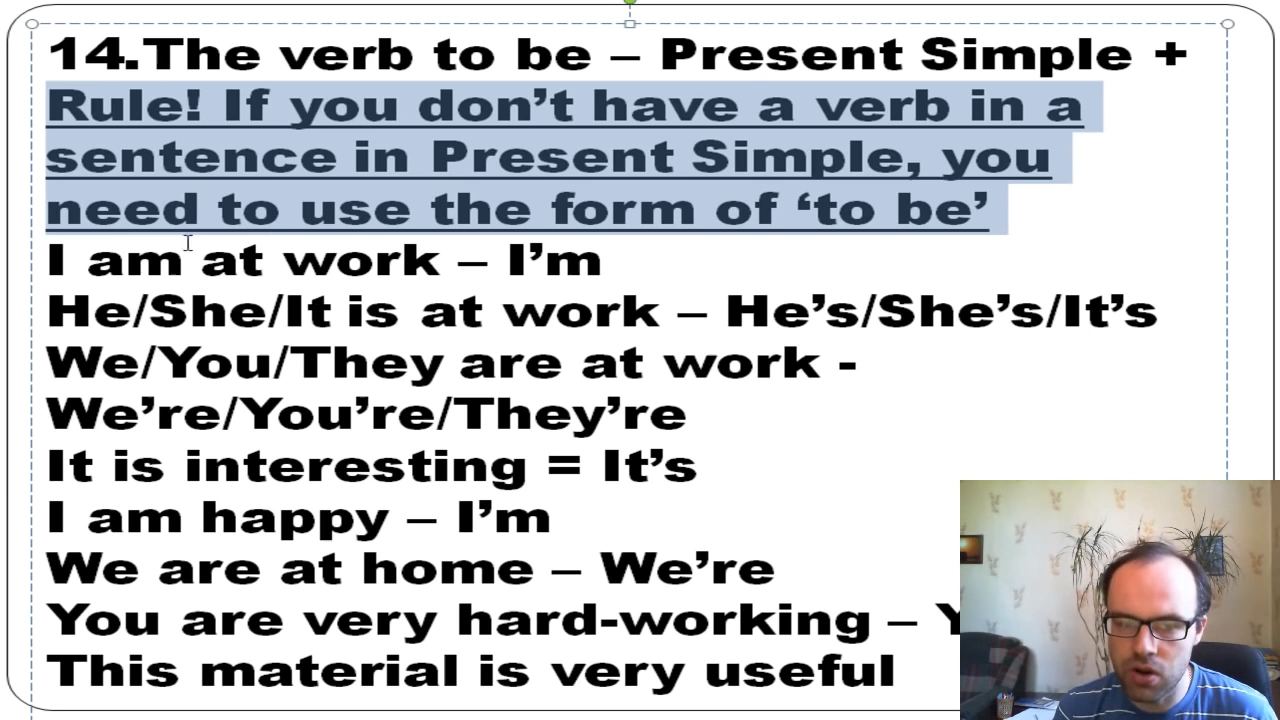 14.The verb to be – Present Simple +
Rule! If you don’t have a verb in a
sentence in Present Simple, you
need to use the form of ‘to be’
I am at work – I’m
He/She/It is at work – He’s/She’s/It’s
We/You/They are at work -
We’re/You’re/They’re
It is interesting = It’s
I am happy – I’m
We are at home – We’re
You are very hard-working –
This material is very useful